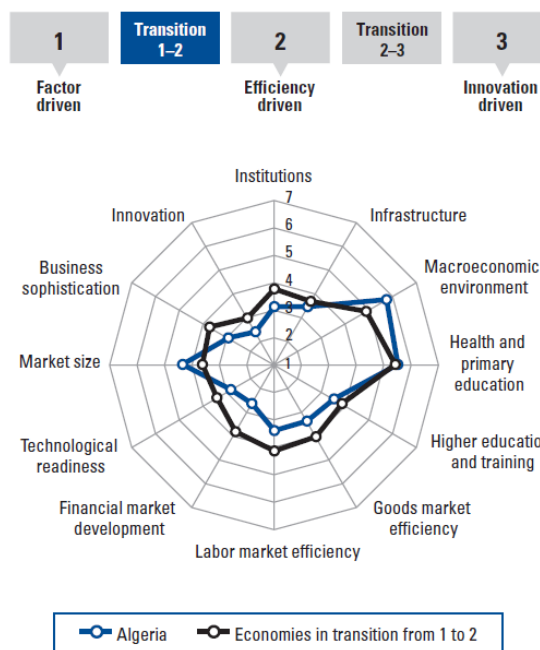 1
Transition
1–2
2
Transition
2–3
3
Factor
driven
Efficiency
driven
Innovation
driven
Institutions
7
6
5
4
3
2
1
Infrastructure
Macroeconomic
environment
Health and
primary
education
Higher educatio
and training
Goods market
efficiency
Labor market efficiency
Financial market
development
Technological
readiness
Market size
Business
sophistication
Innovation
Algeria
Economies in transition from 1 to 2